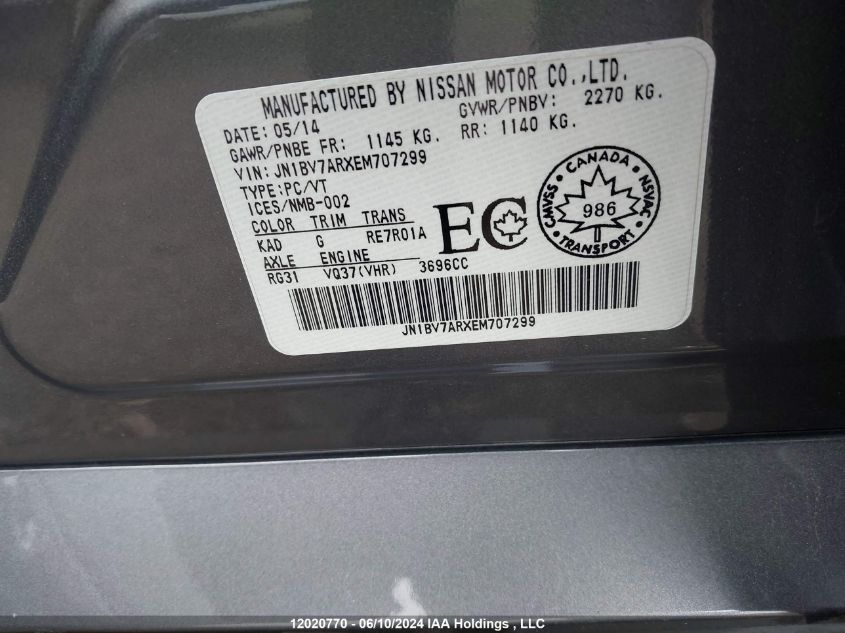 MANUFACTURED BY NISSAN MOTOR CO.,LTD.
DATE: 05/14 GVWR/PNBV: 2270 KG.
GAWR/PNBE FR: 1145 KG. RR: 1140 KG.
VIN: JN1BV7ARXEM707299
TYPE:PC/VT
ICES/NMB-002
COLOR TRIM TRANS
KAD G RE7R01A
AXLE ENGINE
RG31 VQ37(VHR) 3696CC
EC
CANADA
CMVSS 986 NSVAC
TRANSPORT
JN1BV7ARXEM707299
12020770 - 06/10/2024 IAA Holdings , LLC